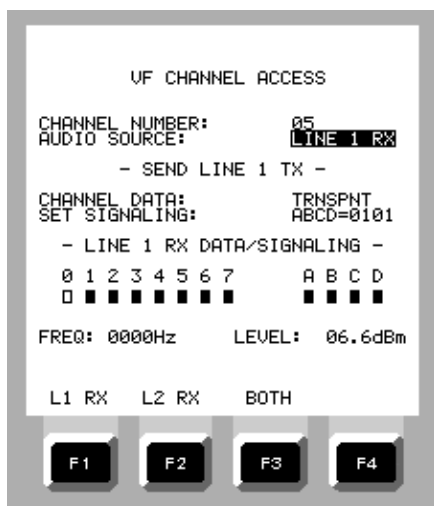 VF CHANNEL ACCESS
CHANNEL NUMBER: 05
AUDIO SOURCE: LINE 1 RX
- SEND LINE 1 TX -
CHANNEL DATA: TRNSPNT
SET SIGNALING: ABCD=0101
- LINE 1 RX DATA/SIGNALING -
0 1 2 3 4 5 6 7 A B C D
FREQ: 0000Hz LEVEL: 06.6dBm
L1 RX L2 RX BOTH
F1 F2 F3 F4